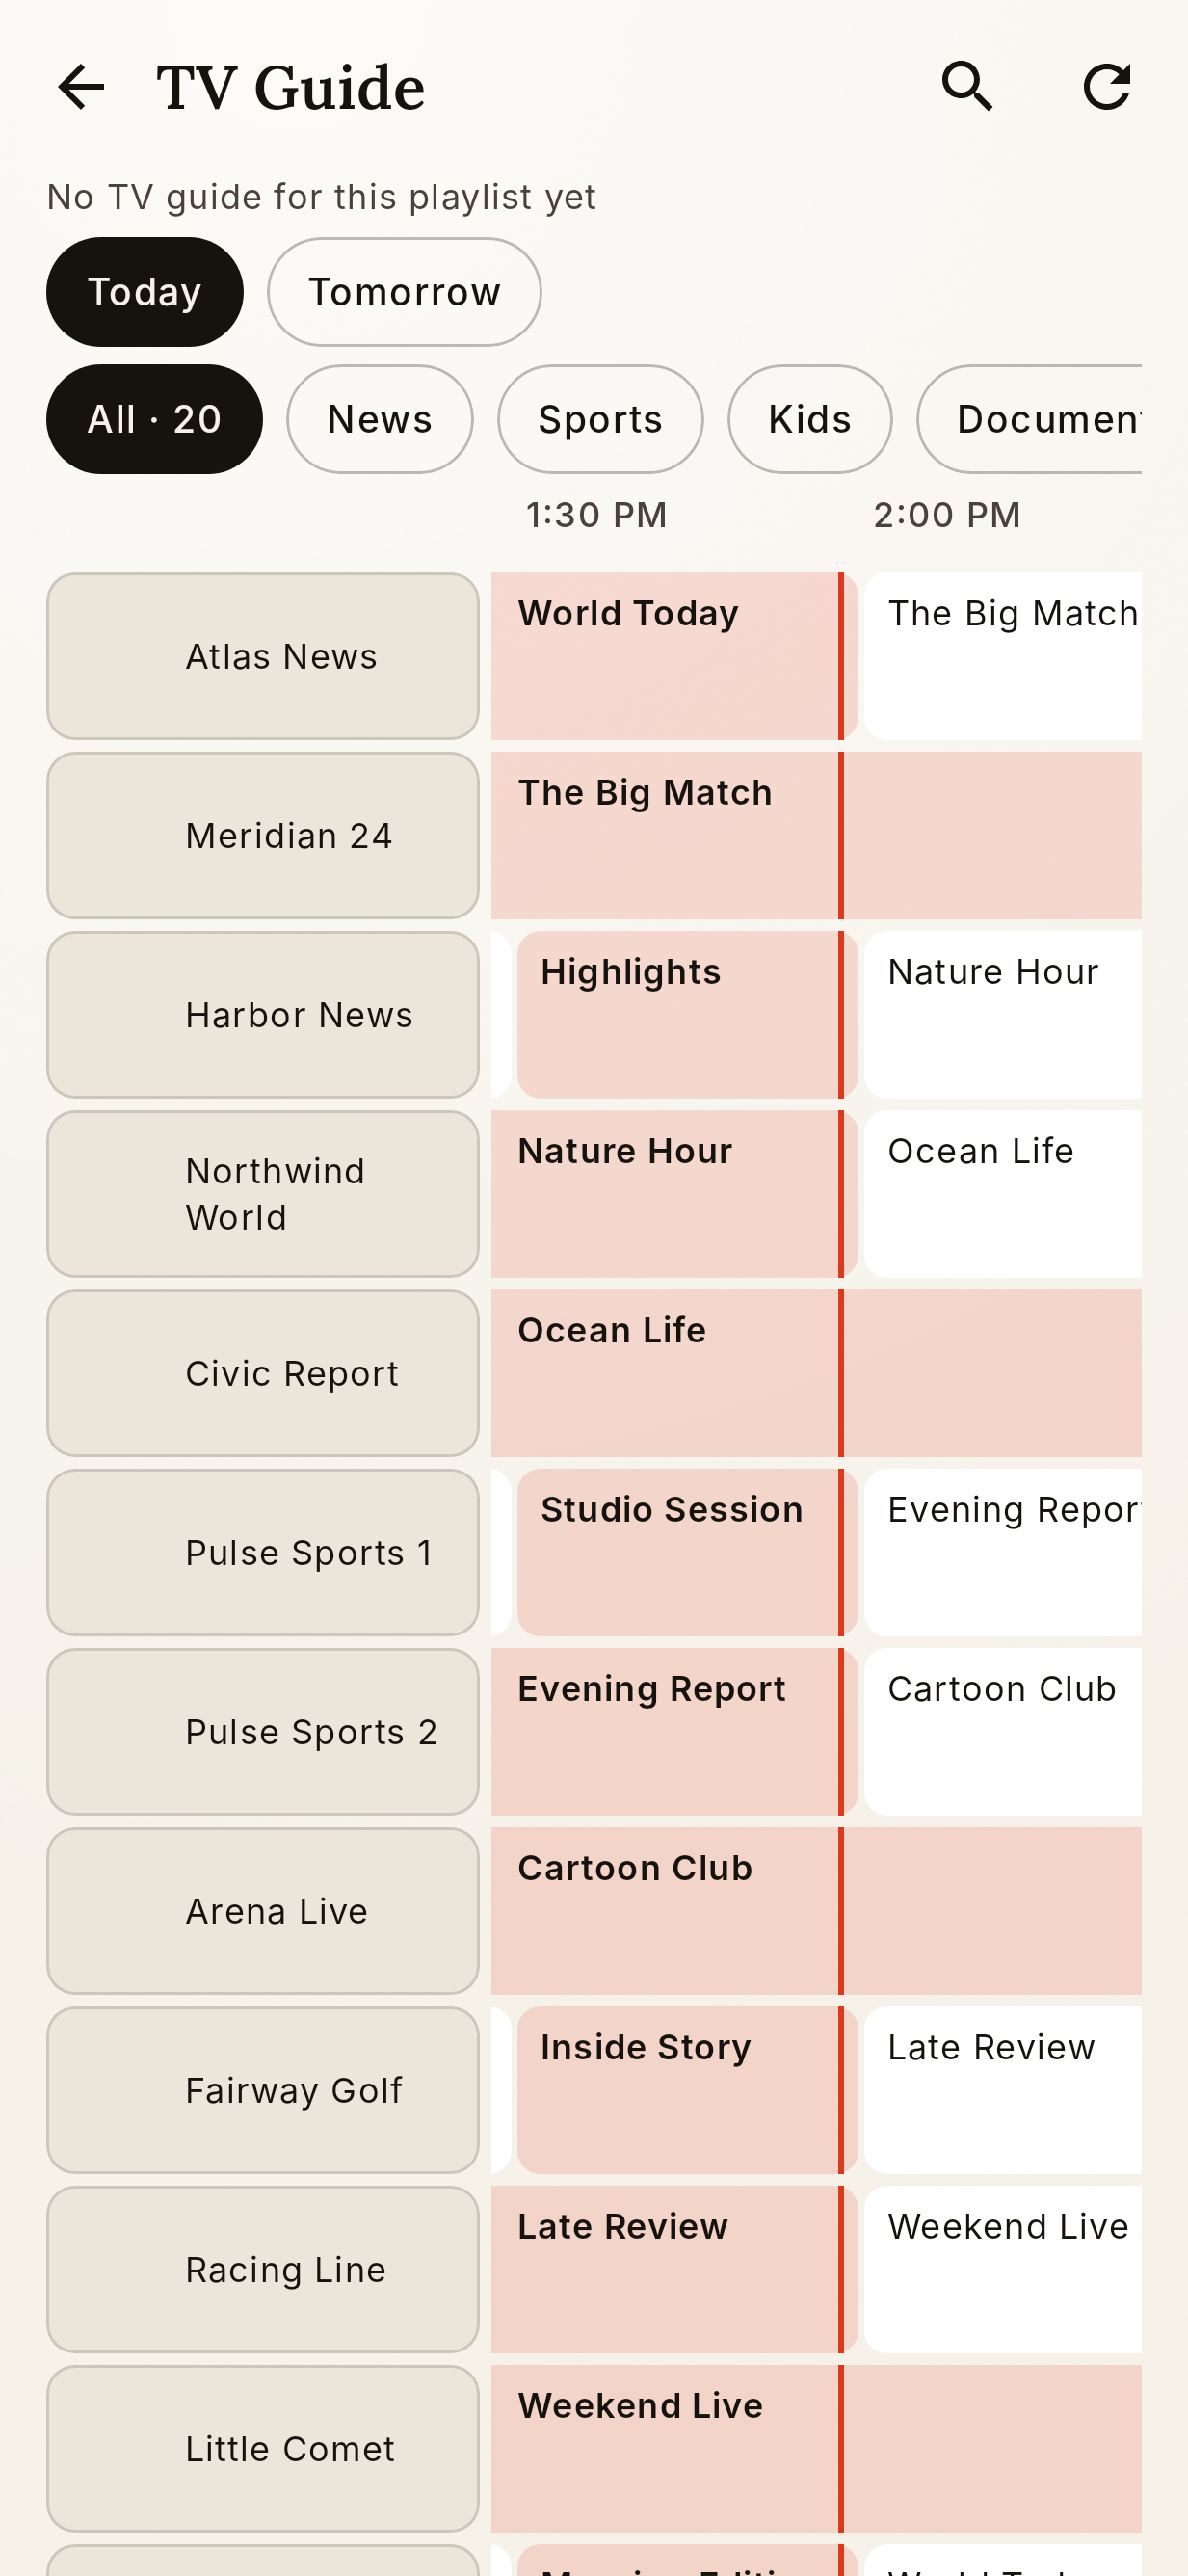 TV Guide
No TV guide for this playlist yet
Today Tomorrow
All · 20 News Sports Kids
1:30 PM 2:00 PM
Atlas News World Today The Big Match
Meridian 24 The Big Match
Harbor News Highlights Nature Hour
Northwind World Nature Hour Ocean Life
Civic Report Ocean Life
Pulse Sports 1 Studio Session Evening Report
Pulse Sports 2 Evening Report Cartoon Club
Arena Live Cartoon Club
Fairway Golf Inside Story Late Review
Racing Line Late Review Weekend Live
Little Comet Weekend Live